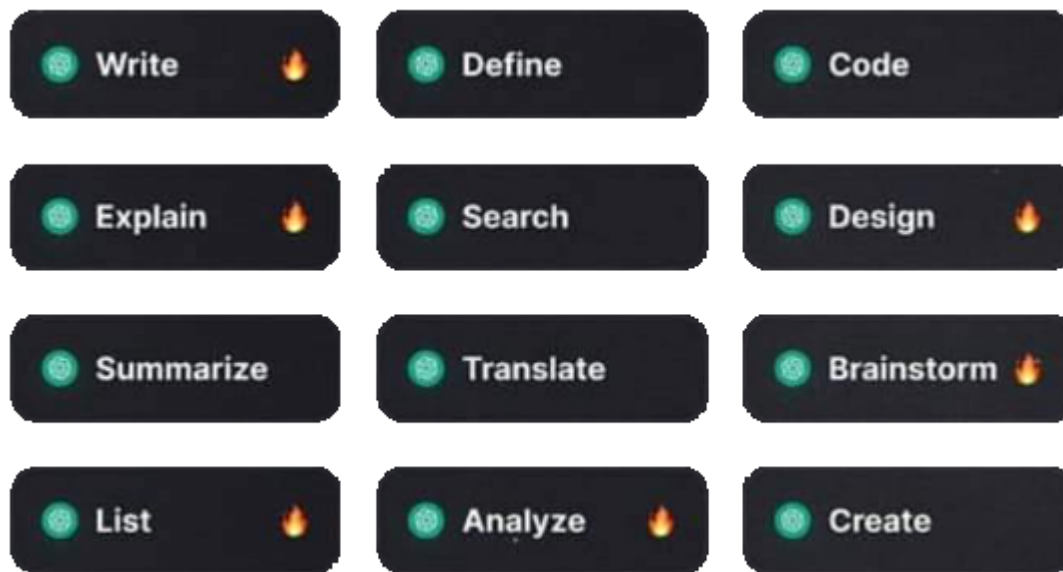 Write 🔥
Define
Code
Explain 🔥
Search
Design 🔥
Summarize
Translate
Brainstorm 🔥
List 🔥
Analyze 🔥
Create